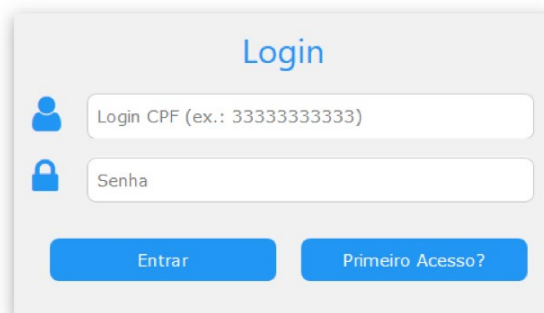 Login
Login CPF (ex.: 33333333333)
Senha
Entrar
Primeiro Acesso?